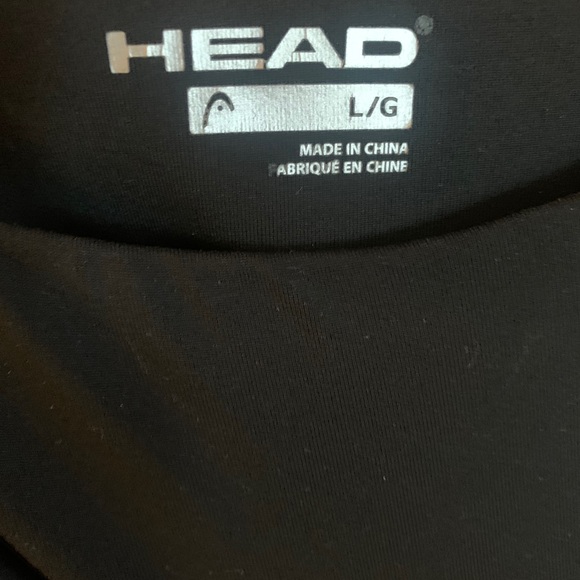 HEAD®
L/G
MADE IN CHINA
FABRIQUÉ EN CHINE